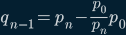 q_{n-1} = p_n - \frac{p_0}{p_n} p_0